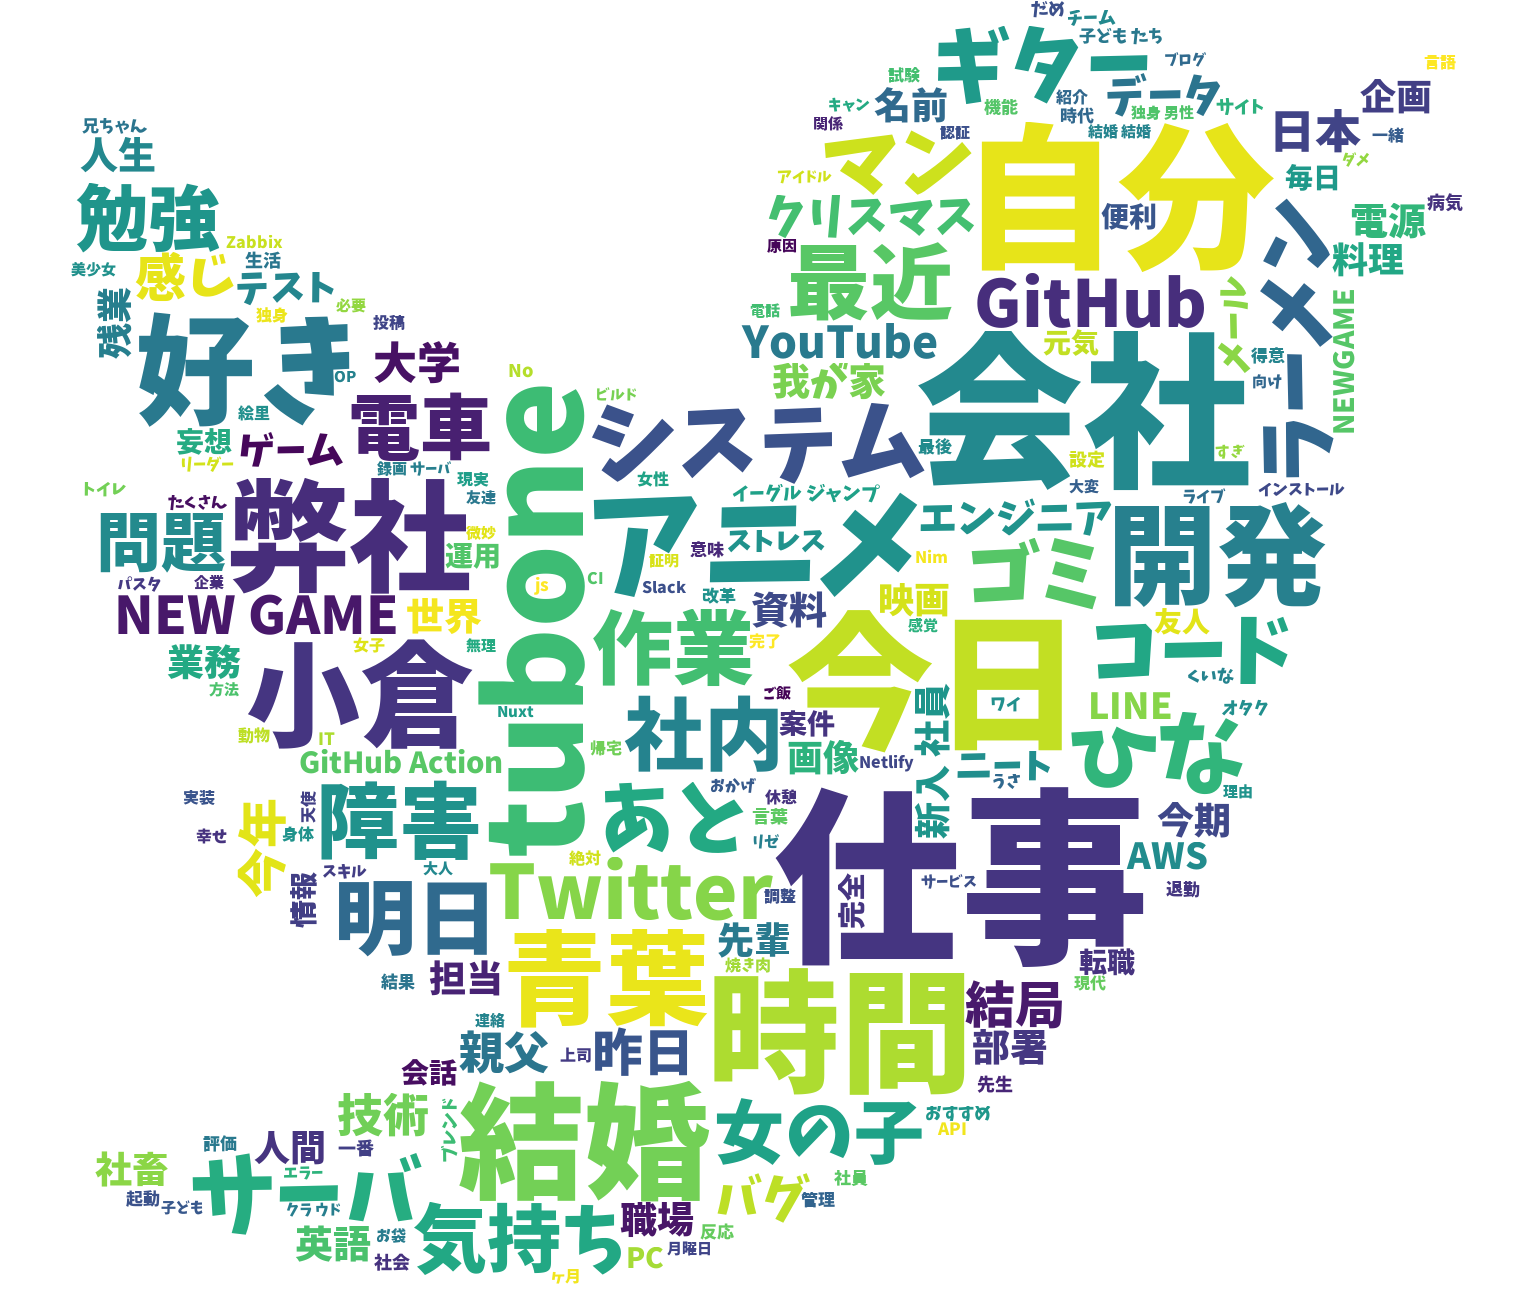 だめ
チーム
子ども たち
ギター
ブログ
言語
試験
データ
企画
キャン
名前
機能
紹介
時代
独身 男性
サイト
日本
関係
認証
結婚 結婚
一緒
兄ちゃん
人生
マン
自分
ダメ
アイドル
毎日
勉強
クリスマス
便利
病気
電源
Zabbix
原因
ラーメン
美少女
感じ
生活
最近
料理
テスト
GitHub
メール
残業
独身
必要
電話
NEWGAME
好き
投稿
YouTube
元気
大学
得意
OP
No
我が家
会社
向け
ビルド
電車
tubone
システム
絵里
妄想
ゲーム
最後
すぎ
リーダー
録画 サーバ
設定
現実
女性
大変
トイレ
たくさん
弊社
友達
イーグル ジャンプ
ライブ
インストール
アニメ
エンジニア
問題
微妙
ストレス
開発
運用
意味
証明
Nim
ゴミ
パスタ
企業
js
CI
Slack
改革
NEW GAME
世界
資料
映画
今日
感覚
友人
作業
コード
女子
無理
完了
業務
小倉
くいな
方法
ご飯
新入 社員
ワイ
LINE
オタク
Nuxt
社内
案件
ひな
動物
IT
帰宅
画像
GitHub Action
Netlify
ニート
うさ
障害
あと
おかげ
理由
実装
天使
休憩
仕事
今年
言葉
今期
幸せ
身体
リゼ
AWS
絶対
スキル
大人
Twitter
情報
明日
調整
完全
サービス
退勤
青葉
先輩
転職
焼き肉
結果
担当
時間
現代
結局
連絡
親父
上司
昨日
部署
会話
先生
結婚
技術
フレンド
女の子
おすすめ
API
評価
人間
一番
社畜
エラー
サーバ
社員
起動
子ども
クラウド
バグ
管理
気持ち
職場
英語
お袋
反応
社会
PC
月曜日
ヶ月